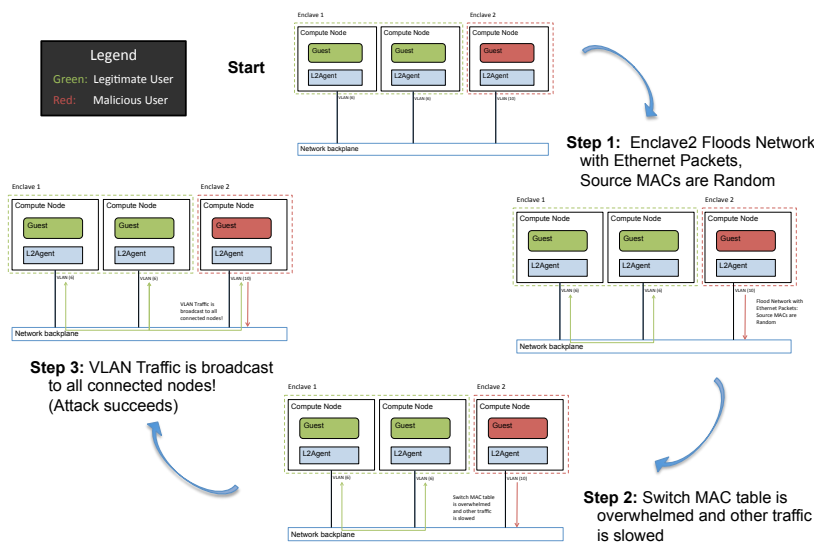 Legend
Green: Legitimate User
Red: Malicious User
Start
Enclave 1
Enclave 2
Compute Node
Compute Node
Compute Node
Guest
Guest
Guest
L2Agent
L2Agent
L2Agent
VLAN (6)
VLAN (6)
VLAN (10)
Network backplane
Step 1: Enclave2 Floods Network
with Ethernet Packets,
Source MACs are Random
Enclave 1
Enclave 2
Compute Node
Compute Node
Compute Node
Guest
Guest
Guest
L2Agent
L2Agent
L2Agent
VLAN (6)
VLAN (6)
VLAN (10)
Flood Network with
Ethernet Packets:
Source MACs are
Random
Network backplane
Step 2: Switch MAC table is
overwhelmed and other traffic
is slowed
Enclave 1
Enclave 2
Compute Node
Compute Node
Compute Node
Guest
Guest
Guest
L2Agent
L2Agent
L2Agent
VLAN (6)
VLAN (6)
VLAN (10)
Switch MAC table
is overwhelmed
and other traffic
is slowed
Network backplane
Step 3: VLAN Traffic is broadcast
to all connected nodes!
(Attack succeeds)
Enclave 1
Enclave 2
Compute Node
Compute Node
Compute Node
Guest
Guest
Guest
L2Agent
L2Agent
L2Agent
VLAN (6)
VLAN (6)
VLAN (10)
VLAN Traffic is
broadcast to all
connected nodes!
Network backplane